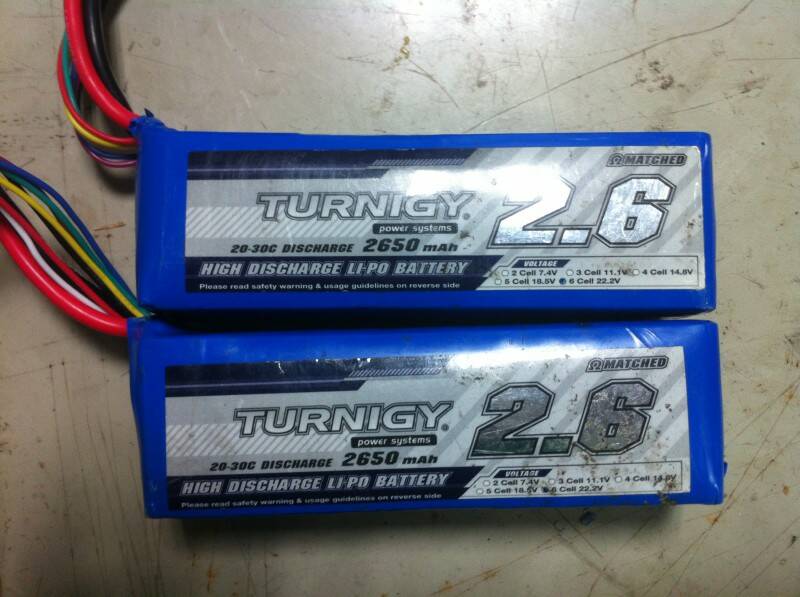 Ω MATCHED
TURNIGY® 2.6
power systems
20-30C DISCHARGE 2650 mAh
VOLTAGE
HIGH DISCHARGE LI-PO BATTERY
2 Cell 7.4V 3 Cell 11.1V 4 Cell 14.8V
5 Cell 18.5V 6 Cell 22.2V
Please read safety warning & usage guidelines on reverse side
Ω MATCHED
TURNIGY® 2.6
power systems
20-30C DISCHARGE 2650 mAh
VOLTAGE
HIGH DISCHARGE LI-PO BATTERY
2 Cell 7.4V 3 Cell 11.1V 4 Cell 14.8V
5 Cell 18.5V 6 Cell 22.2V
Please read safety warning & usage guidelines on reverse side